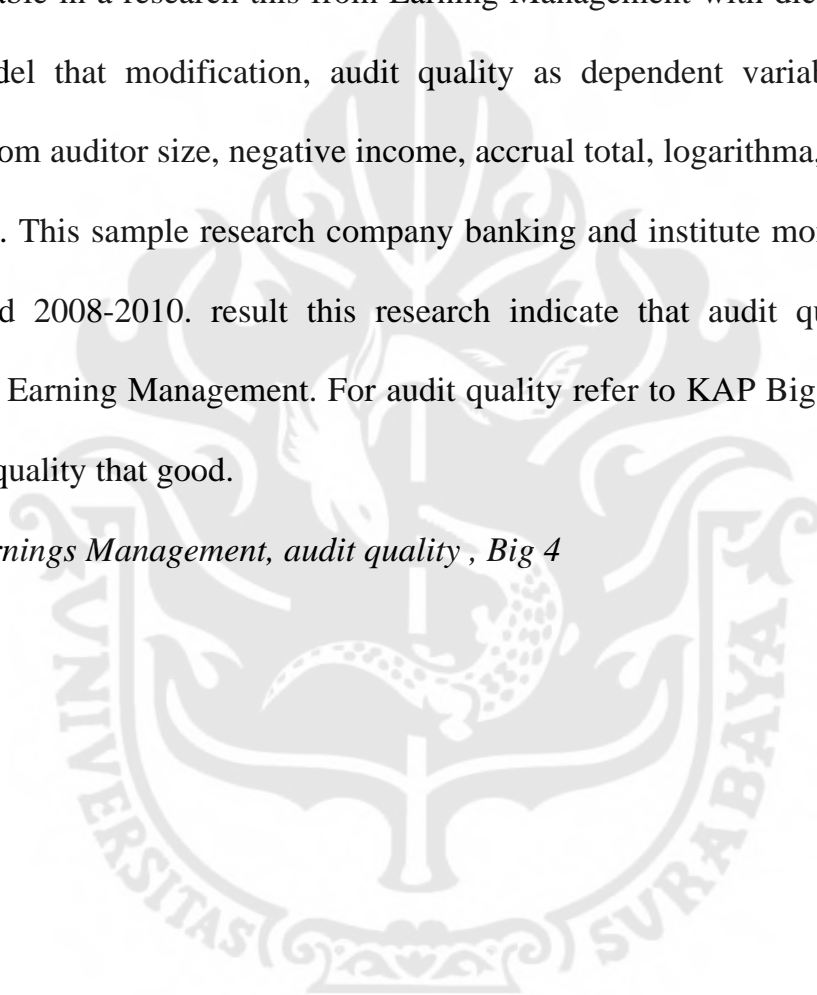 able in a research this from Earning Management with dic
del that modification, audit quality as dependent variab
om auditor size, negative income, accrual total, logarithma,
. This sample research company banking and institute mo
d 2008-2010. result this research indicate that audit qu
Earning Management. For audit quality refer to KAP Big
quality that good.
rnings Management, audit quality , Big 4
UNIVERSITAS SURABAYA